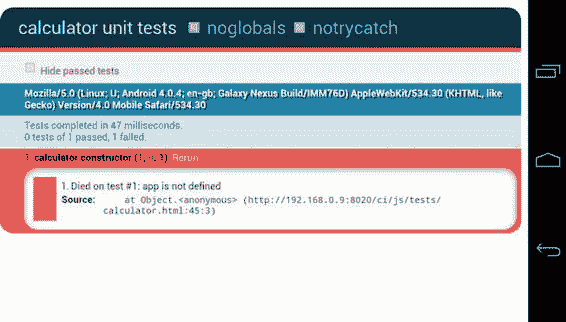 calculator unit tests noglobals notrycatch
Hide passed tests
Mozilla/5.0 (Linux; U; Android 4.0.4; en-gb; Galaxy Nexus Build/IMM76D) AppleWebKit/534.30 (KHTML, like
Gecko) Version/4.0 Mobile Safari/534.30
Tests completed in 47 milliseconds.
0 tests of 1 passed, 1 failed.
1. calculator constructor (1, 0, 1) Rerun
1. Died on test #1: app is not defined
Source: at Object.<anonymous> (http://192.168.0.9:8020/ci/js/tests/
calculator.html:45:3)